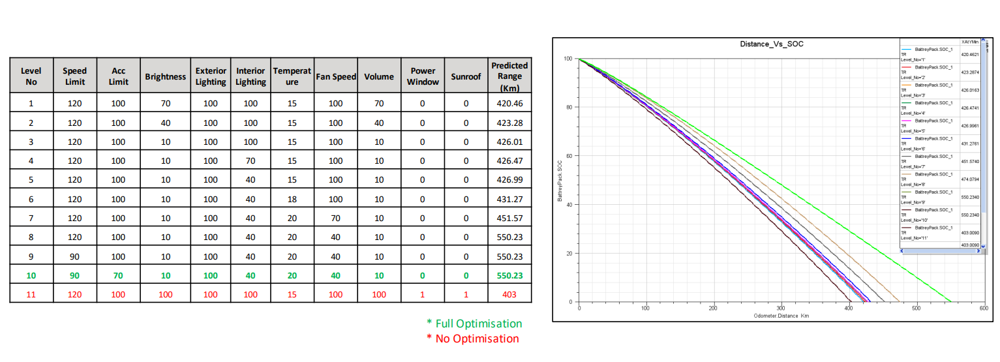 Level No Speed Limit Acc Limit Brightness Exterior Lighting Interior Lighting Temperat ure Fan Speed Volume Power Window Sunroof Predicted Range (Km)
1 120 100 70 100 100 15 100 70 0 0 420.46
2 120 100 40 100 100 15 100 40 0 0 423.28
3 120 100 10 100 100 15 100 10 0 0 426.01
4 120 100 10 100 70 15 100 10 0 0 426.47
5 120 100 10 100 40 15 100 10 0 0 426.99
6 120 100 10 100 40 18 100 10 0 0 431.27
7 120 100 10 100 40 20 70 10 0 0 451.57
8 120 100 10 100 40 20 40 10 0 0 550.23
9 90 100 10 100 40 20 40 10 0 0 550.23
10 90 70 10 100 40 20 40 10 0 0 550.23
11 120 100 100 100 100 15 100 100 1 1 403
* Full Optimisation
* No Optimisation
Distance_Vs_SOC
BattreyPack.SOC
100
80
60
40
20
0
0 100 200 300 400 500 600
Odometer.Distance Km
XAtYMin
BattreyPack.SOC_1
TR 420.4621
Level_No='1'
BattreyPack.SOC_1
TR 423.2874
Level_No='2'
BattreyPack.SOC_1
TR 426.0163
Level_No='3'
BattreyPack.SOC_1
TR 426.4741
Level_No='4'
BattreyPack.SOC_1
TR 426.9961
Level_No='5'
BattreyPack.SOC_1
TR 431.2761
Level_No='6'
BattreyPack.SOC_1
TR 451.5740
Level_No='7'
BattreyPack.SOC_1
TR 474.0794
Level_No='8'
BattreyPack.SOC_1
TR 550.2340
Level_No='9'
BattreyPack.SOC_1
TR 550.2340
Level_No='10'
BattreyPack.SOC_1
TR 403.0090
Level_No='11'
403.0090